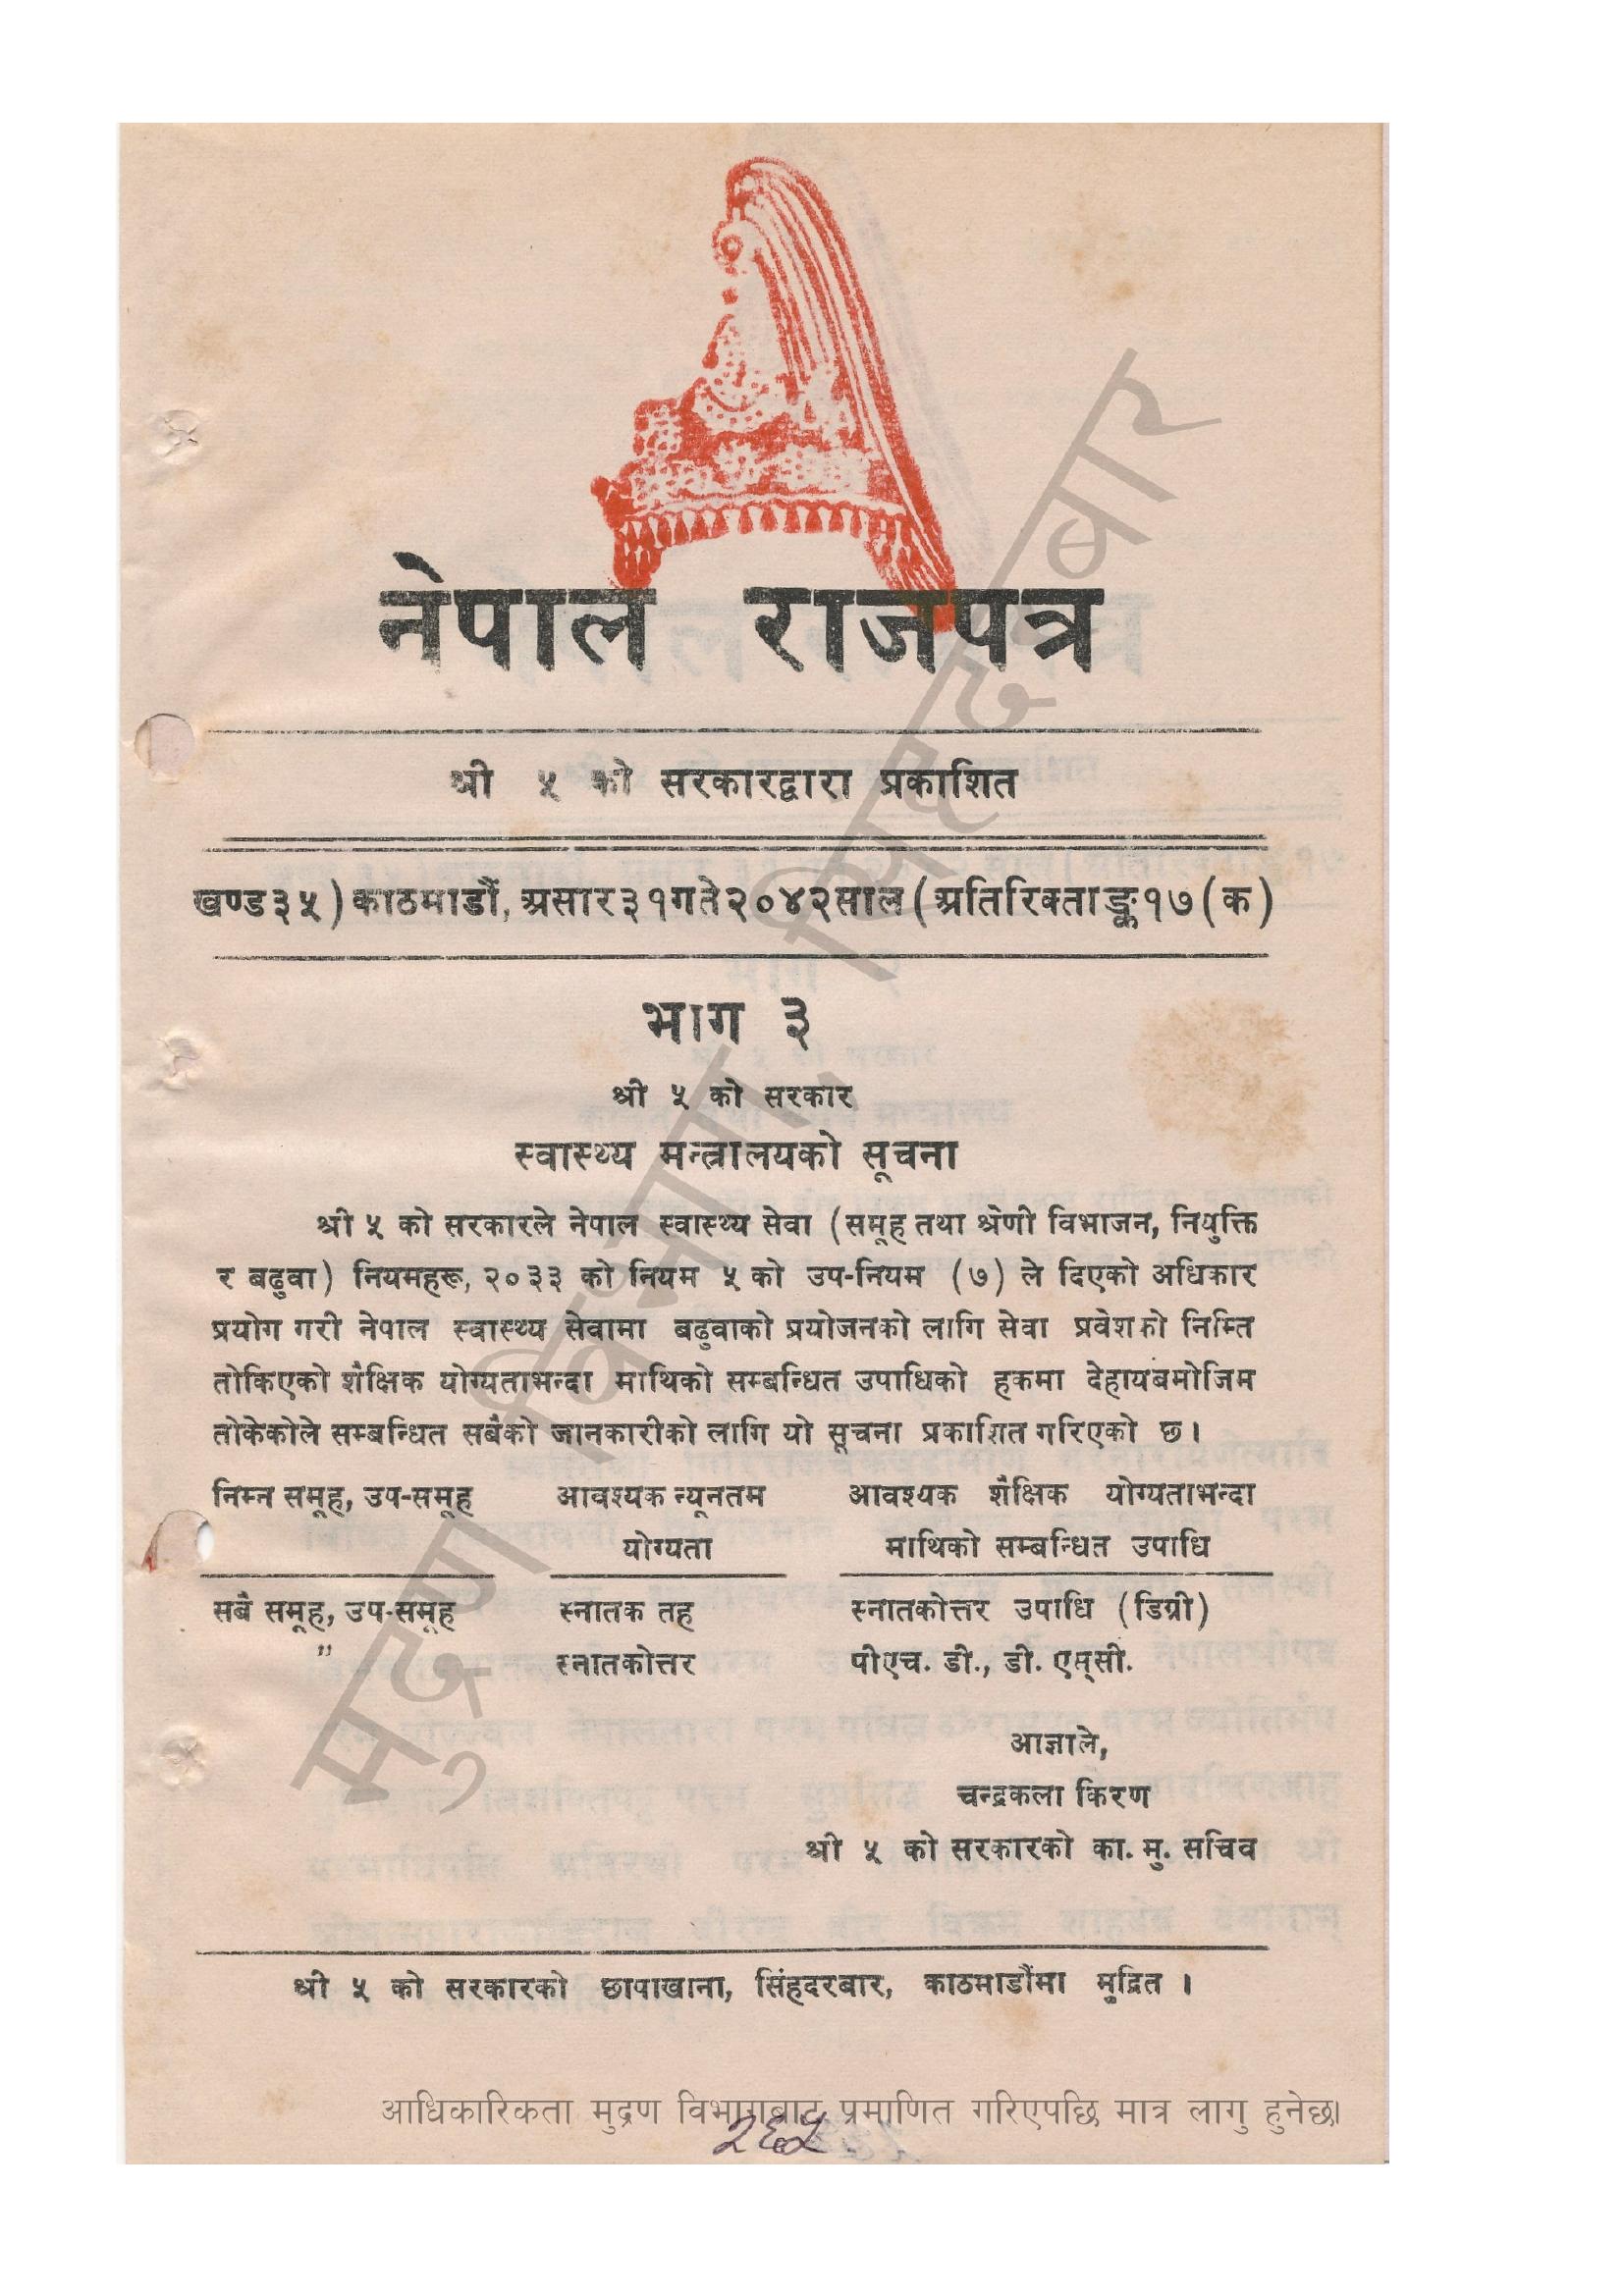 नेपाल राजपत्र
श्री ५ को सरकारद्वारा प्रकाशित
खण्ड ३५) काठमाडौं, असार ३१ गते २०४२ साल (अतिरिक्ताङ्क १७ (क)
भाग ३
श्री ५ को सरकार
स्वास्थ्य मन्त्रालयको सूचना
श्री ५ को सरकारले नेपाल स्वास्थ्य सेवा (समूह तथा श्रेणी विभाजन, नियुक्ति
र बढुवा) नियमहरू, २०३३ को नियम ५ को उप-नियम (७) ले दिएको अधिकार
प्रयोग गरी नेपाल स्वास्थ्य सेवामा बढुवाको प्रयोजनको लागि सेवा प्रवेशको निम्ति
तोकिएको शैक्षिक योग्यताभन्दा माथिको सम्बन्धित उपाधिको हकमा देहायबमोजिम
तोकेकोले सम्बन्धित सबैको जानकारीको लागि यो सूचना प्रकाशित गरिएको छ।
निम्न समूह, उप-समूह आवश्यक न्यूनतम आवश्यक शैक्षिक योग्यताभन्दा
योग्यता माथिको सम्बन्धित उपाधि
सबै समूह, उप-समूह स्नातक तह स्नातकोत्तर उपाधि (डिग्री)
" स्नातकोत्तर पीएच. डी., डी. एस्सी.
आज्ञाले,
चन्द्रकला किरण
श्री ५ को सरकारको का. मु. सचिव
श्री ५ को सरकारको छापाखाना, सिंहदरबार, काठमाडौंमा मुद्रित ।
आधिकारिकता मुद्रण विभागबाट प्रमाणित गरिएपछि मात्र लागु हुनेछ।
२६५
मुद्रण विभाग, सिंहदरबार